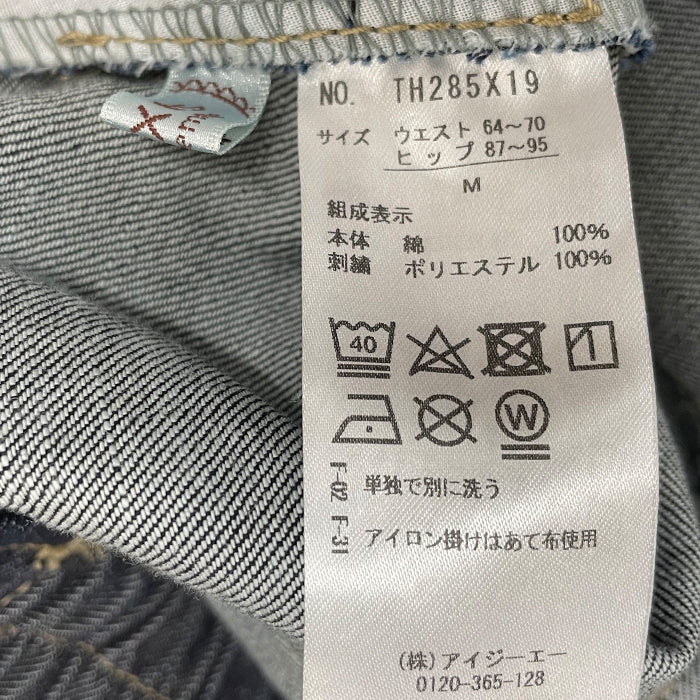 NO. TH285X19
サイズ ウエスト 64〜70
ヒップ 87〜95
M
組成表示
本体 綿 100%
刺繍 ポリエステル 100%
40
W
F-02 単独で別に洗う
F-31 アイロン掛けはあて布使用
(株)アイジーエー
0120-365-128